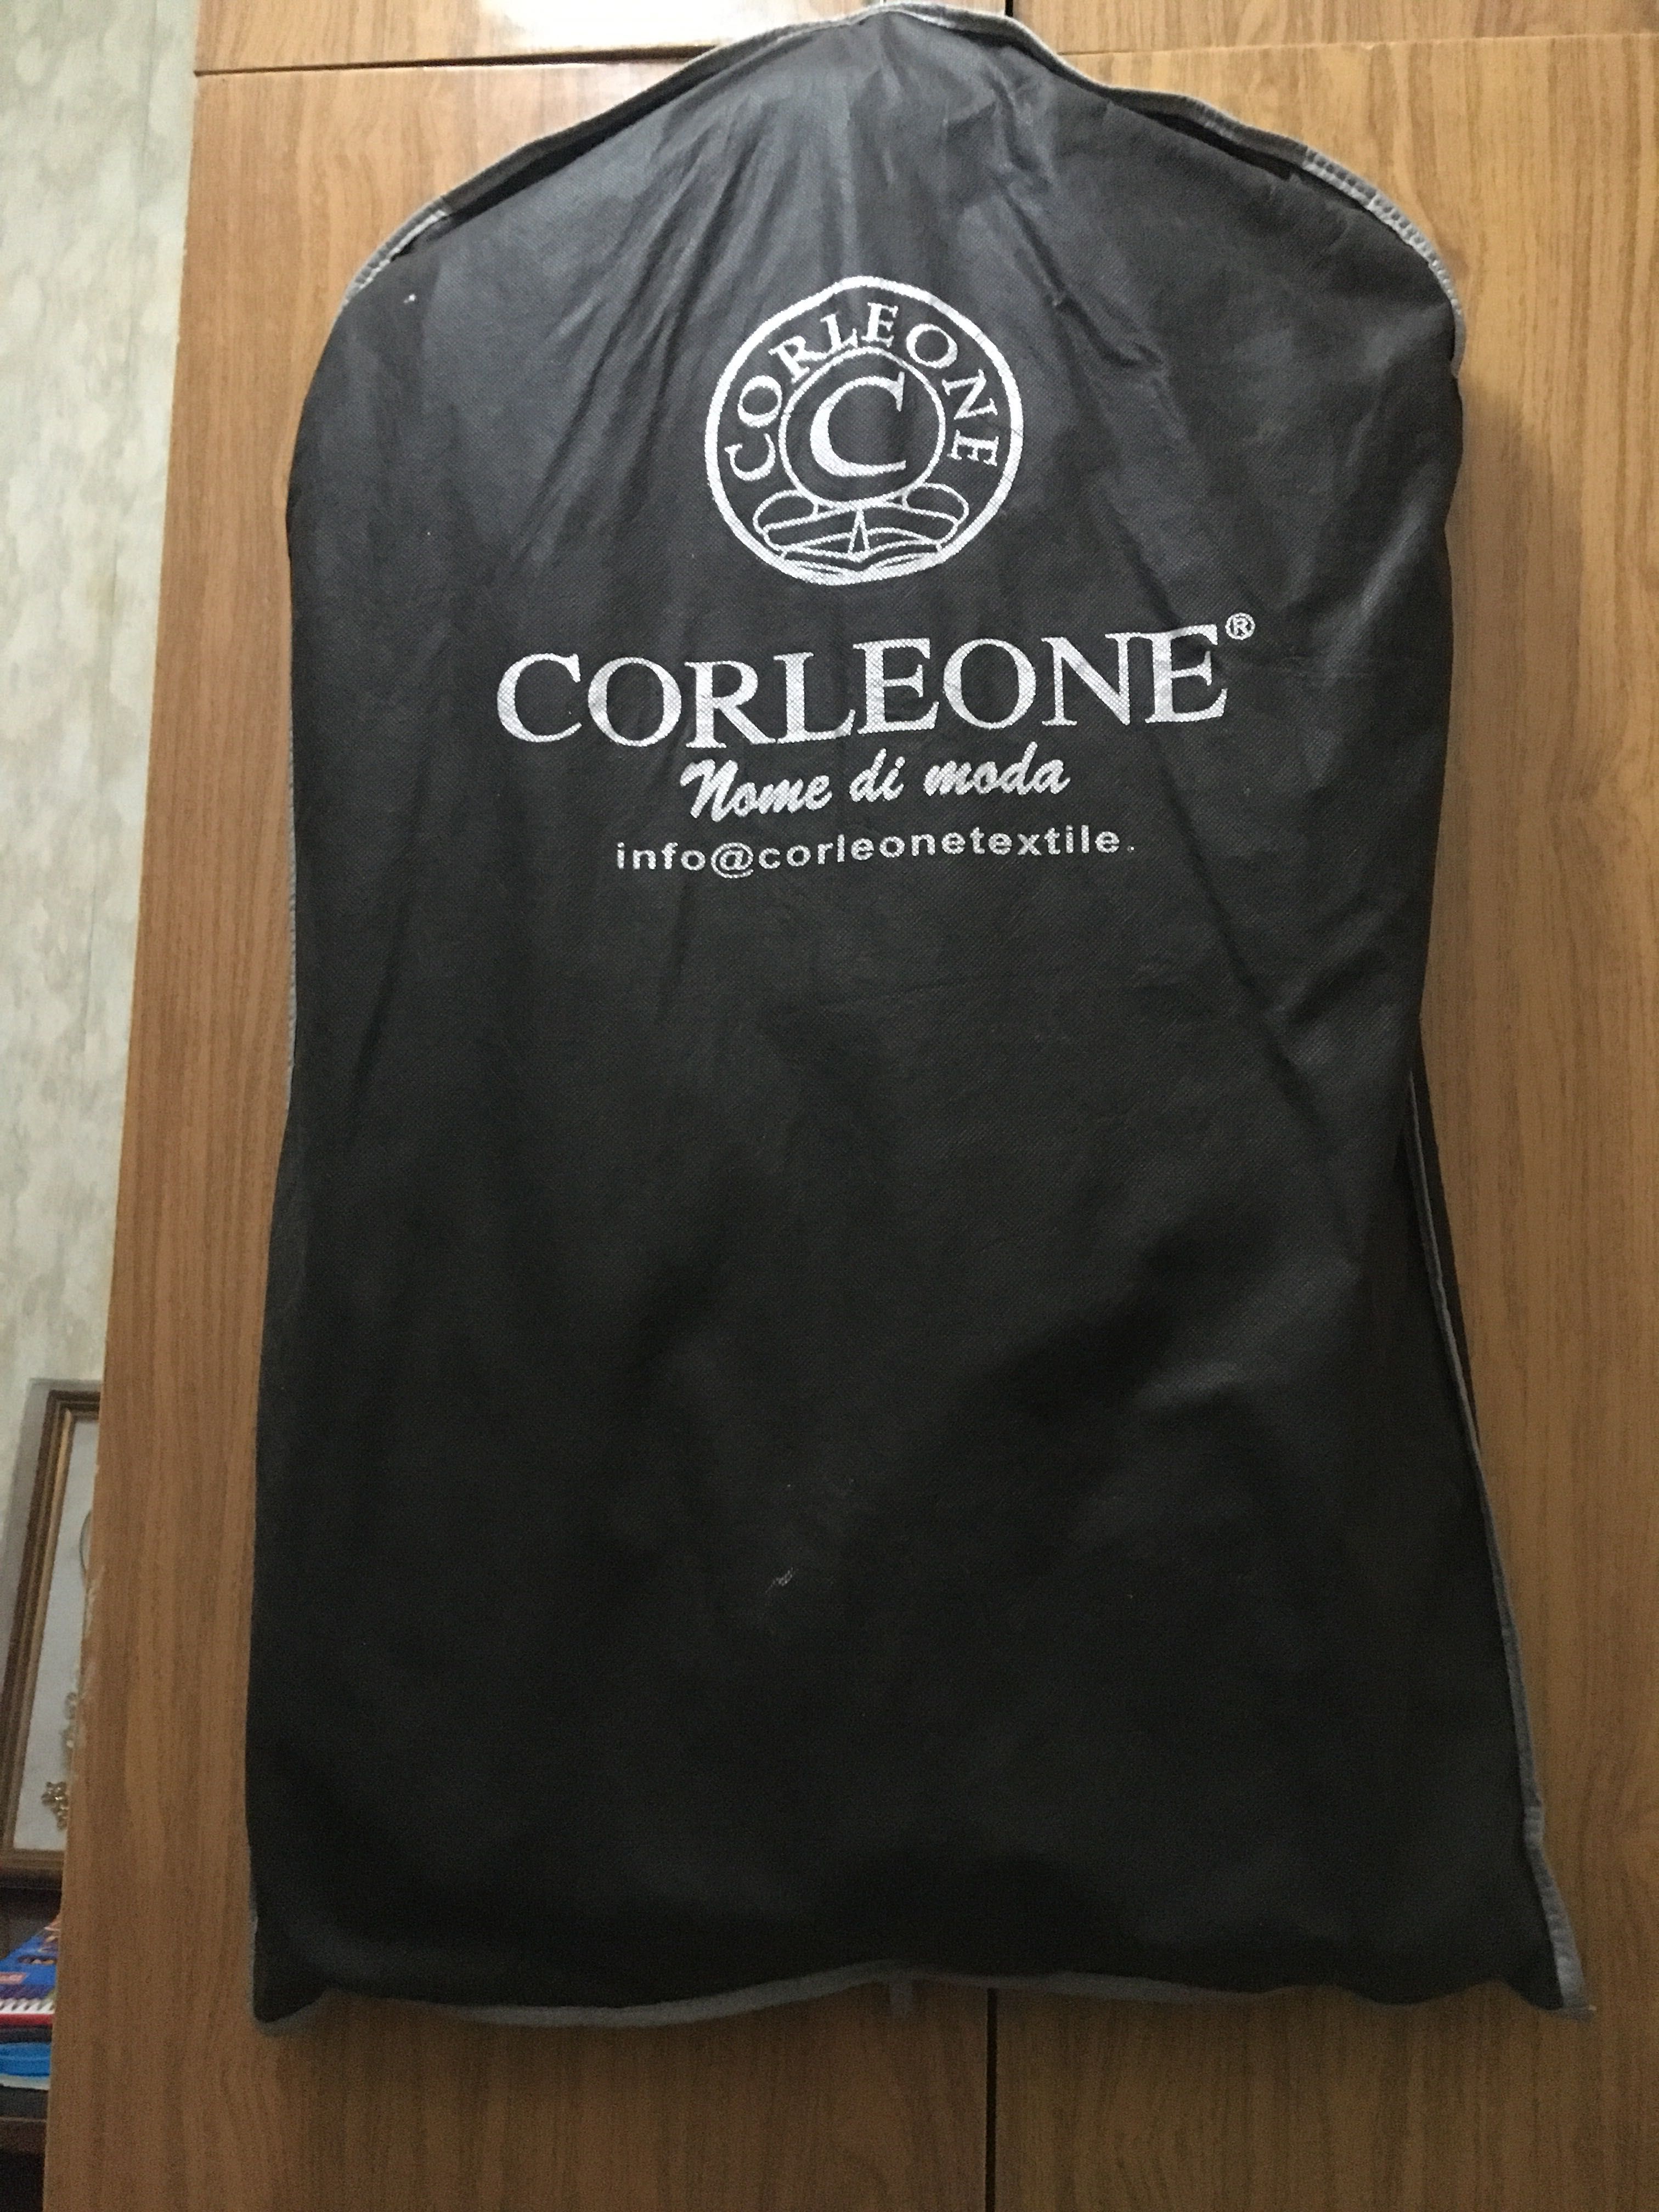 CORLEONE
C
CORLEONE®
Nome di moda
info@corleonetextile.